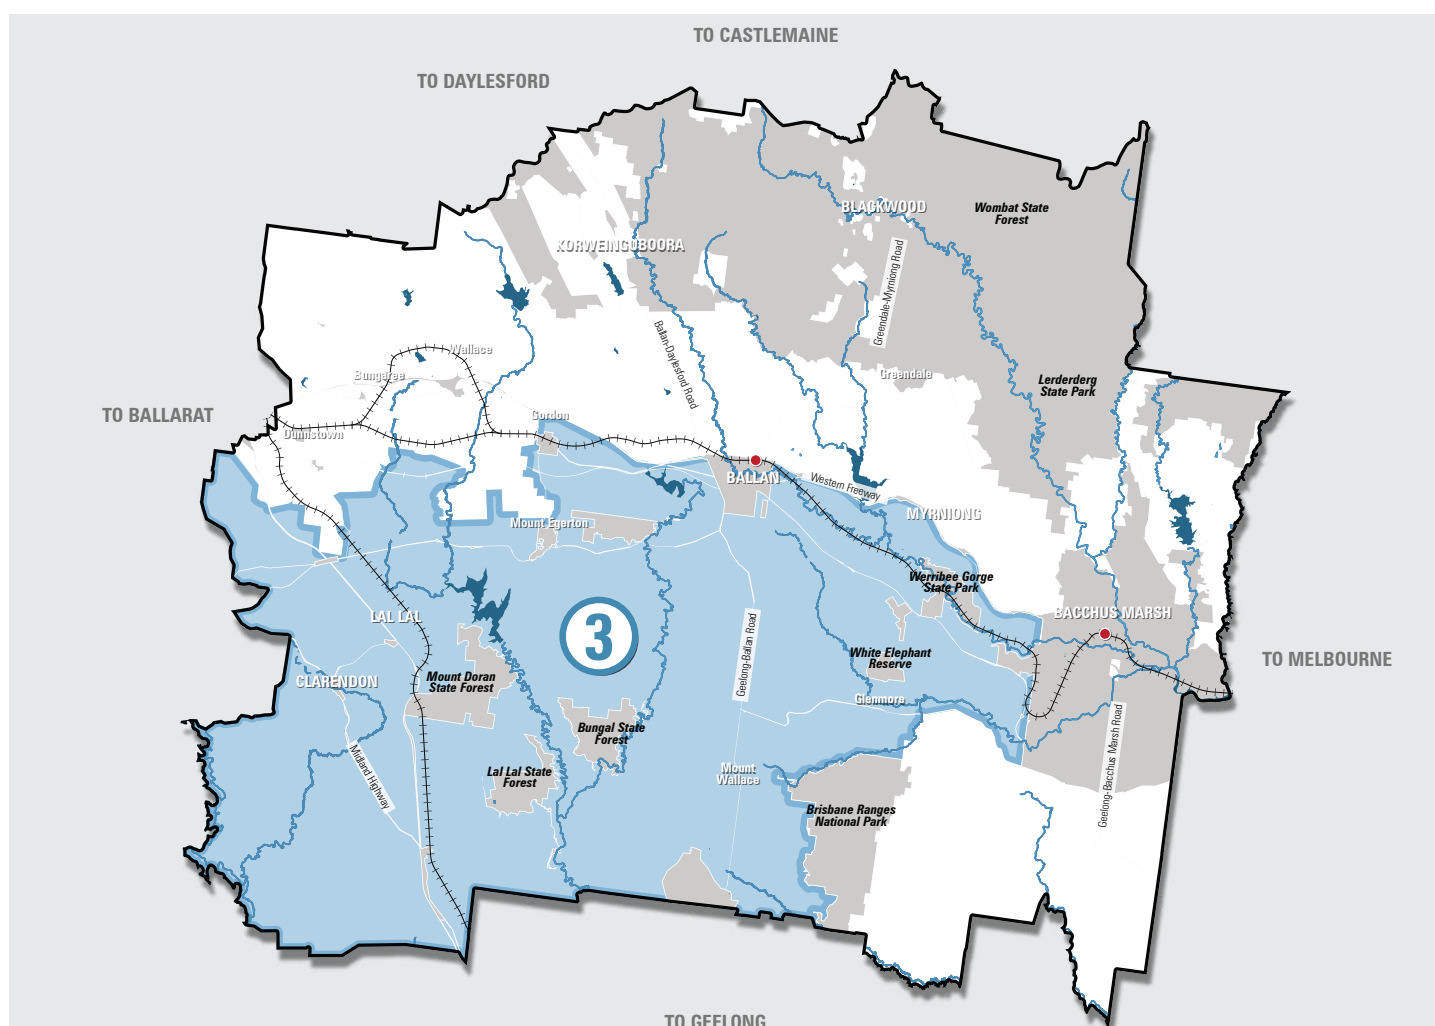 TO CASTLEMAINE
TO DAYLESFORD
BLACKWOOD
Wombat State
Forest
KORWEINGUBOORA
Greendale-Myrniong Road
Ballan-Daylesford Road
Wallace
Bungaree
Greendale
Lerderderg
State Park
TO BALLARAT
Gordon
Dunnstown
BALLAN
Western Freeway
MYRNIONG
Mount Egerton
Werribee Gorge
State Park
LAL LAL
3
BACCHUS MARSH
Geelong-Ballan Road
White Elephant
Reserve
TO MELBOURNE
CLARENDON
Mount Doran
State Forest
Glenmore
Bungal State
Forest
Geelong-Bacchus Marsh Road
Midland Highway
Lal Lal State
Forest
Mount
Wallace
Brisbane Ranges
National Park
TO GEELONG